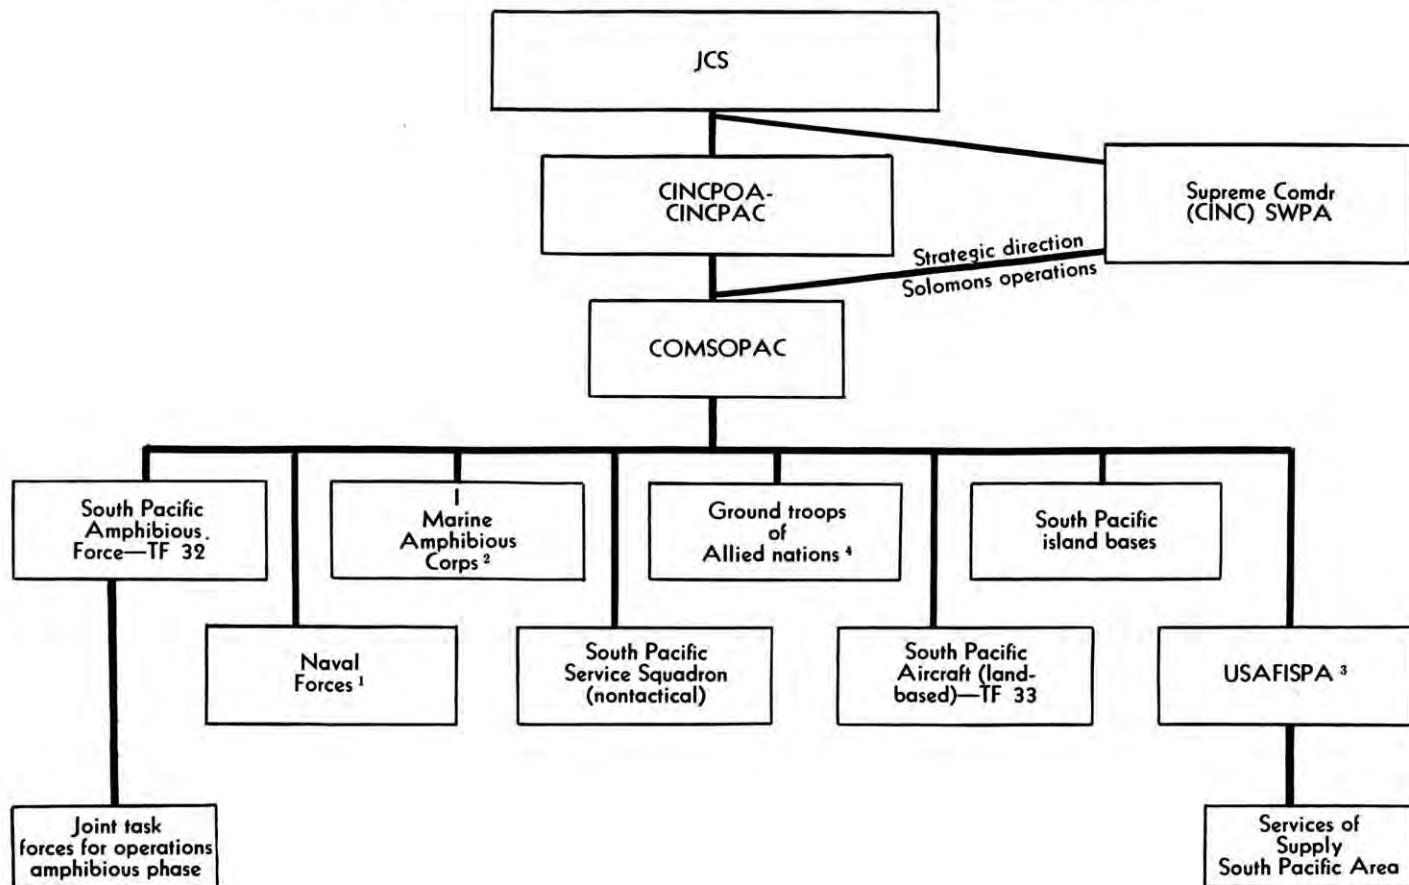 JCS
CINCPOA-
CINCPAC
Supreme Comdr
(CINC) SWPA
Strategic direction
Solomons operations
COMSOPAC
South Pacific
Amphibious.
Force—TF 32
I
Marine
Amphibious
Corps ²
Ground troops
of
Allied nations ⁴
South Pacific
island bases
Naval
Forces ¹
South Pacific
Service Squadron
(nontactical)
South Pacific
Aircraft (land-
based)—TF 33
USAFISPA ³
Joint task
forces for operations
amphibious phase
Services of
Supply
South Pacific Area